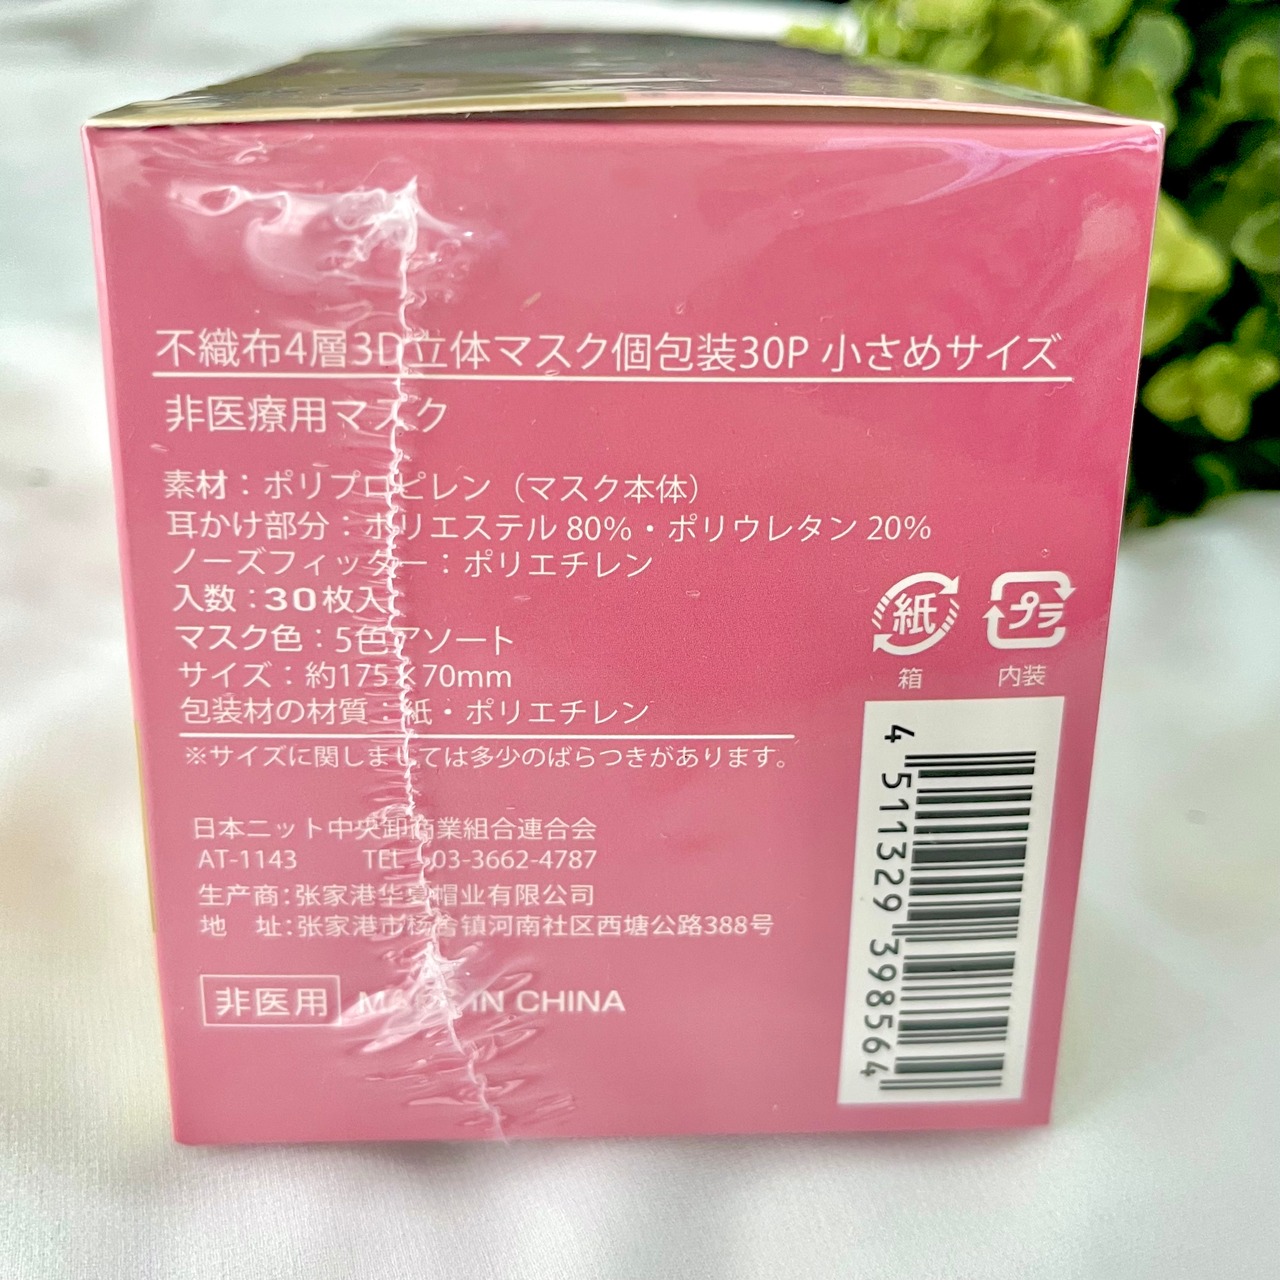 不織布4層3D立体マスク個包装30P 小さめサイズ
非医療用マスク
素材：ポリプロピレン（マスク本体）
耳かけ部分：ポリエステル 80%・ポリウレタン 20%
ノーズフィッター：ポリエチレン
入数：30枚入
マスク色：5色アソート
サイズ：約175×70mm
包装材の材質：紙・ポリエチレン
※サイズに関しましては多少のばらつきがあります。
日本ニット中央卸商業組合連合会
AT-1143 TEL 03-3662-4787
生产商：张家港华夏帽业有限公司
地 址：张家港市杨舍镇河南社区西塘公路388号
非医用 MADE IN CHINA
紙
箱
プラ
内装
4 511329 398564